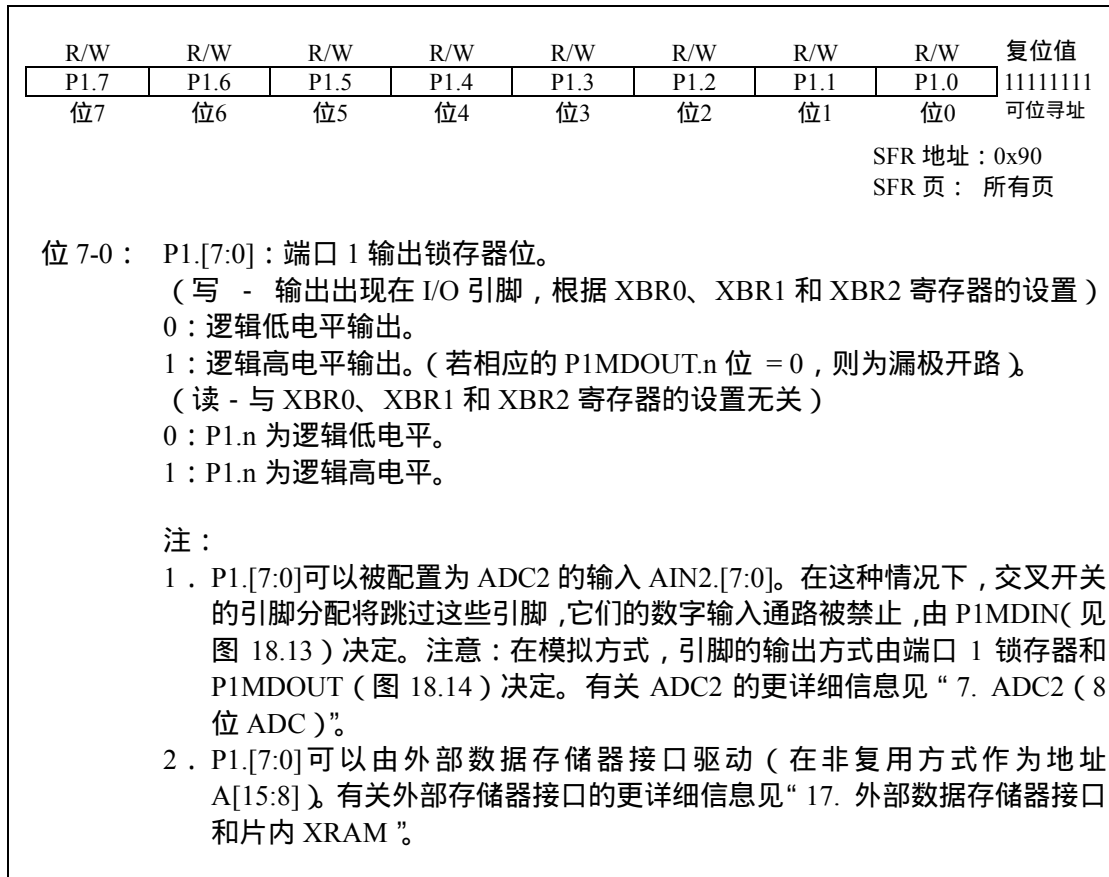 R/W R/W R/W R/W R/W R/W R/W R/W 复位值
P1.7 P1.6 P1.5 P1.4 P1.3 P1.2 P1.1 P1.0 11111111
位7 位6 位5 位4 位3 位2 位1 位0 可位寻址
SFR 地址：0x90
SFR 页： 所有页
位 7-0： P1.[7:0]：端口 1 输出锁存器位。
（写 - 输出出现在 I/O 引脚，根据 XBR0、XBR1 和 XBR2 寄存器的设置）
0：逻辑低电平输出。
1：逻辑高电平输出。（若相应的 P1MDOUT.n 位 = 0，则为漏极开路）。
（读 - 与 XBR0、XBR1 和 XBR2 寄存器的设置无关）
0：P1.n 为逻辑低电平。
1：P1.n 为逻辑高电平。
注：
1．P1.[7:0]可以被配置为 ADC2 的输入 AIN2.[7:0]。在这种情况下，交叉开关
的引脚分配将跳过这些引脚，它们的数字输入通路被禁止，由 P1MDIN（见
图 18.13）决定。注意：在模拟方式，引脚的输出方式由端口 1 锁存器和
P1MDOUT（图 18.14）决定。有关 ADC2 的更详细信息见“7. ADC2（8
位 ADC）”。
2．P1.[7:0]可以由外部数据存储器接口驱动（在非复用方式作为地址
A[15:8]）。有关外部存储器接口的更详细信息见“17. 外部数据存储器接口
和片内 XRAM”。